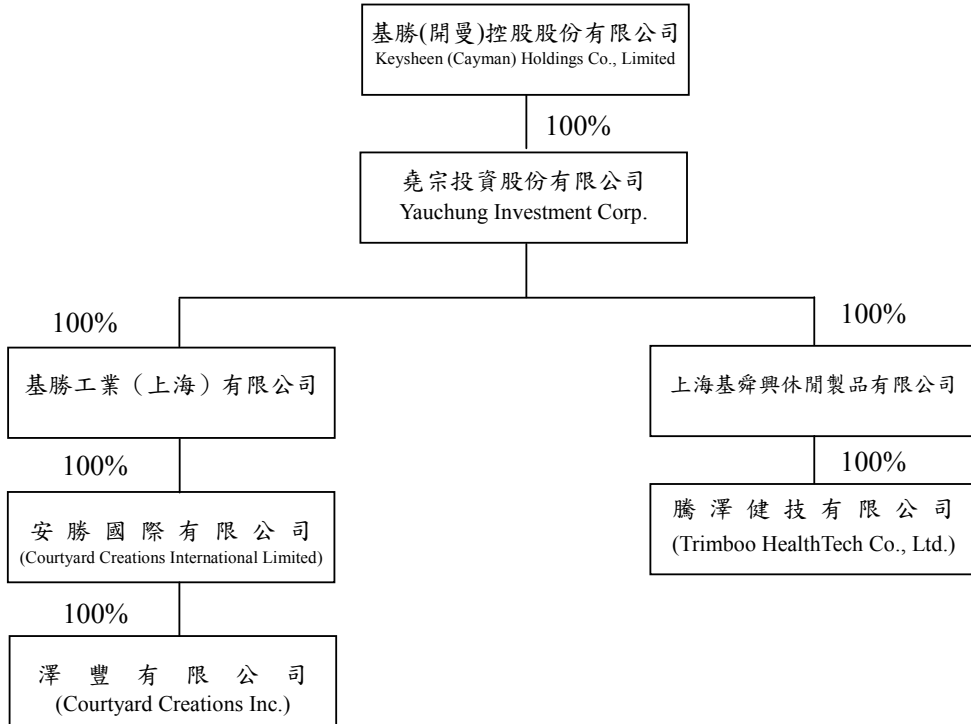 基勝(開曼)控股股份有限公司
Keysheen (Cayman) Holdings Co., Limited
100%
堯宗投資股份有限公司
Yauchung Investment Corp.
100%
100%
基勝工業（上海）有限公司
上海基舜興休閒製品有限公司
100%
100%
安勝國際有限公司
(Courtyard Creations International Limited)
騰澤健技有限公司
(Trimboo HealthTech Co., Ltd.)
100%
澤豐有限公司
(Courtyard Creations Inc.)